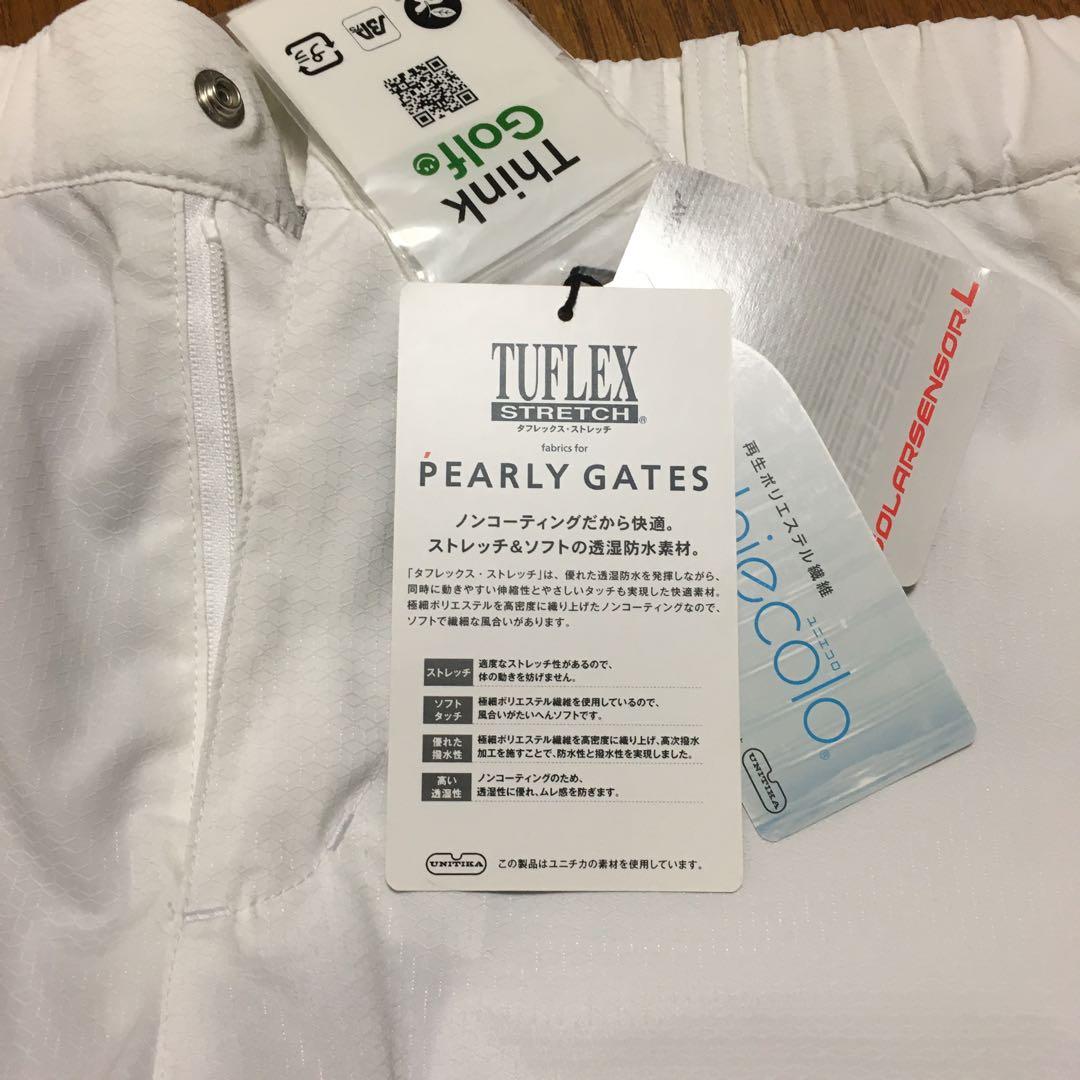 Think
Golf
プラ
TUFLEX
STRETCH®
タフレックス・ストレッチ
fabrics for
PEARLY GATES
ノンコーティングだから快適。
ストレッチ&ソフトの透湿防水素材。
「タフレックス・ストレッチ」は、優れた透湿防水を発揮しながら、
同時に動きやすい伸縮性とやさしいタッチも実現した快適素材。
極細ポリエステルを高密度に織り上げたノンコーティングなので、
ソフトで繊細な風合いがあります。
ストレッチ
適度なストレッチ性があるので、
体の動きを妨げません。
ソフト
タッチ
極細ポリエステル繊維を使用しているので、
風合いがたいへんソフトです。
優れた
撥水性
極細ポリエステル繊維を高密度に織り上げ、高次撥水
加工を施すことで、防水性と撥水性を実現しました。
高い
透湿性
ノンコーティングのため、
透湿性に優れ、ムレ感を防ぎます。
UNITIKA
この製品はユニチカの素材を使用しています。
再生ポリエステル繊維
ユニエコロ
iecolo®
UNITIKA
SOLARSENSOR®L